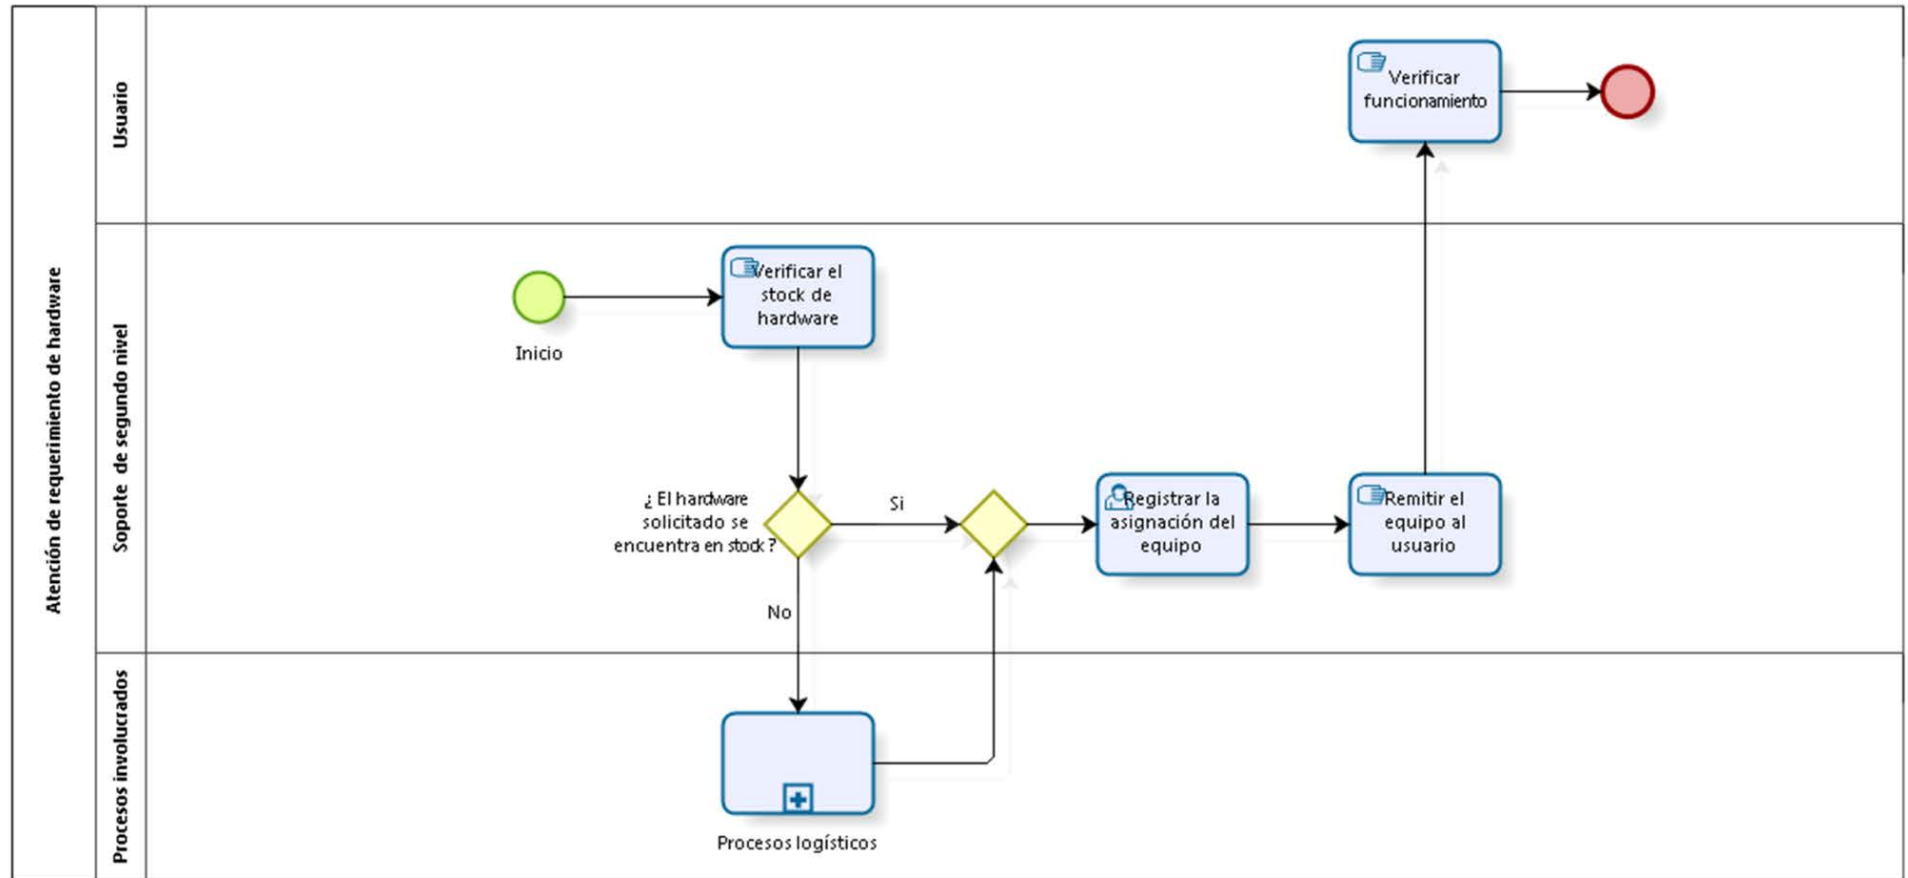 Atención de requerimiento de hardware
Usuario
Verificar
funcionamiento
Soporte de segundo nivel
Inicio
Verificar el
stock de
hardware
¿ El hardware
solicitado se
encuentra en stock ?
Si
No
Registrar la
asignación del
equipo
Remitir el
equipo al
usuario
Procesos involucrados
Procesos logísticos